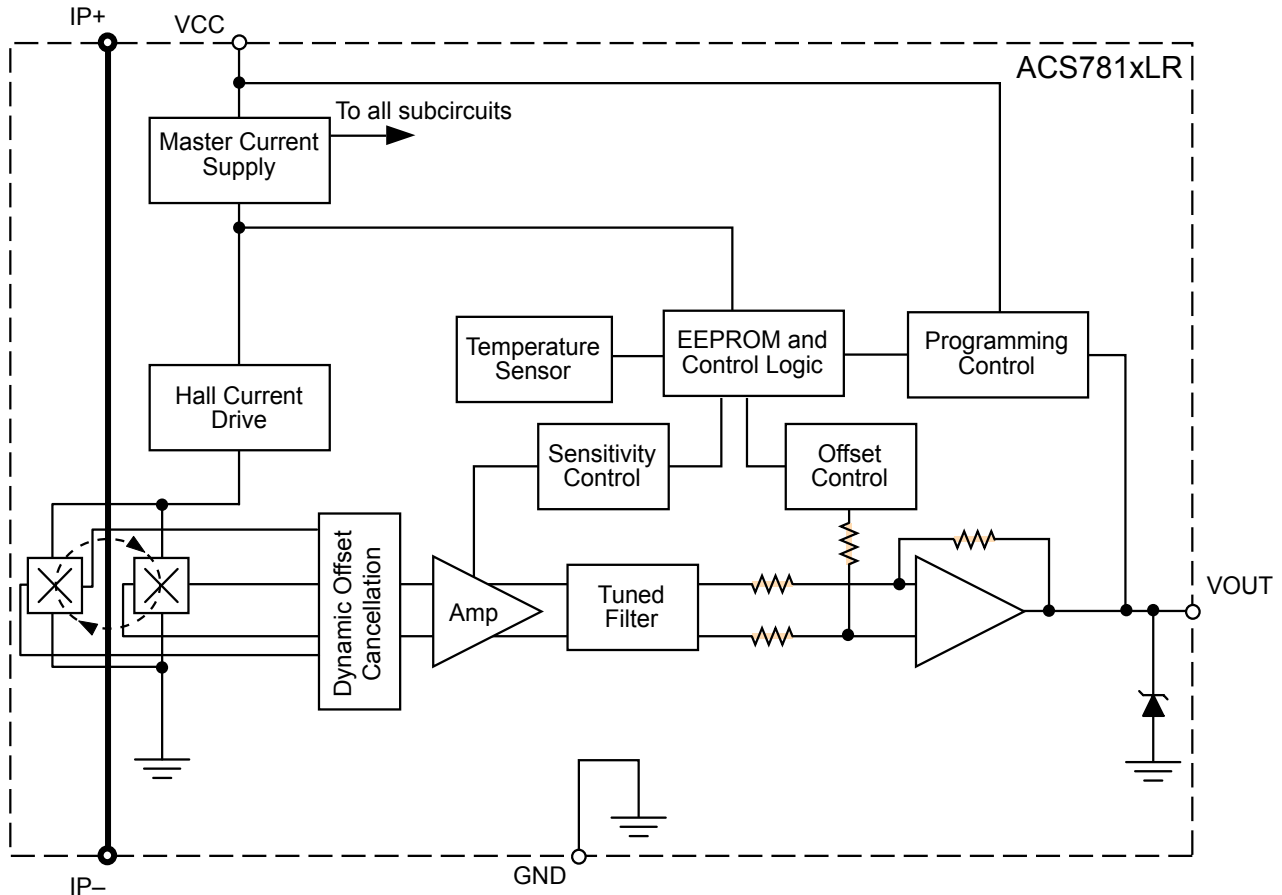 IP+
VCC
ACS781xLR
To all subcircuits
Master Current
Supply
Temperature
Sensor
EEPROM and
Control Logic
Programming
Control
Hall Current
Drive
Sensitivity
Control
Offset
Control
Dynamic Offset
Cancellation
Amp
Tuned
Filter
VOUT
GND
IP–